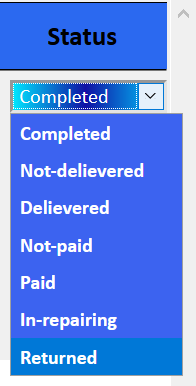 Status
Completed
Completed
Not-delievered
Delievered
Not-paid
Paid
In-repairing
Returned